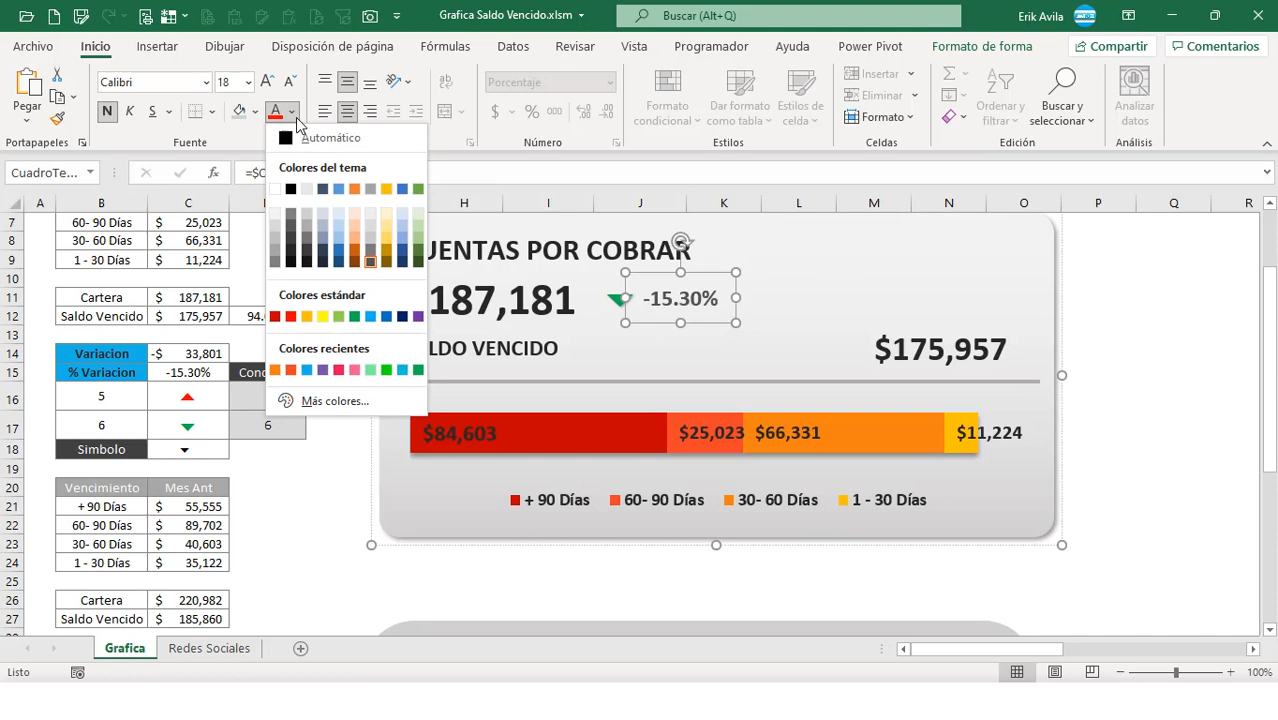 Grafica Saldo Vencido.xlsm
Buscar (Alt+Q)
Erik Avila
Archivo Inicio Insertar Dibujar Disposición de página Fórmulas Datos Revisar Vista Programador Ayuda Power Pivot Formato de forma Compartir Comentarios
Pegar
Calibri 18
N K S
Porcentaje
$ % 000
Formato condicional
Dar formato como tabla
Estilos de celda
Insertar
Eliminar
Formato
Ordenar y filtrar
Buscar y seleccionar
Analizar datos
Portapapeles Fuente Número Estilos Celdas Edición Análisis
CuadroTe...
fx
Automático
Colores del tema
Colores estándar
Colores recientes
Más colores...
A B C H I J K L M N O P Q R
7 60- 90 Días $ 25,023
8 30- 60 Días $ 66,331
9 1 - 30 Días $ 11,224
10
11 Cartera $ 187,181
12 Saldo Vencido $ 175,957
13
14 Variacion -$ 33,801
15 % Variacion -15.30%
16 5
17 6 6
18 Simbolo
19
20 Vencimiento Mes Ant
21 + 90 Días $ 55,555
22 60- 90 Días $ 89,702
23 30- 60 Días $ 40,603
24 1 - 30 Días $ 35,122
25
26 Cartera $ 220,982
27 Saldo Vencido $ 185,860
UENTAS POR COBRAR
187,181 -15.30%
LDO VENCIDO $175,957
$84,603 $25,023 $66,331 $11,224
+ 90 Días 60- 90 Días 30- 60 Días 1 - 30 Días
Grafica Redes Sociales
Listo 100%